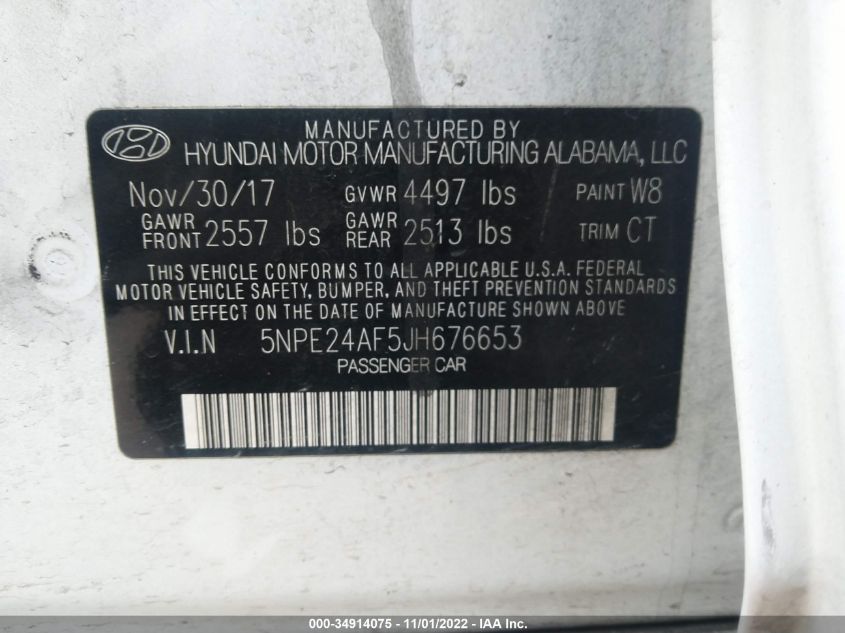 MANUFACTURED BY
HYUNDAI MOTOR MANUFACTURING ALABAMA, LLC
Nov/30/17 GVWR 4497 lbs PAINT W8
GAWR FRONT 2557 lbs GAWR REAR 2513 lbs TRIM CT
THIS VEHICLE CONFORMS TO ALL APPLICABLE U.S.A. FEDERAL
MOTOR VEHICLE SAFETY, BUMPER, AND THEFT PREVENTION STANDARDS
IN EFFECT ON THE DATE OF MANUFACTURE SHOWN ABOVE
V.I.N 5NPE24AF5JH676653
PASSENGER CAR
000-34914075 - 11/01/2022 - IAA Inc.